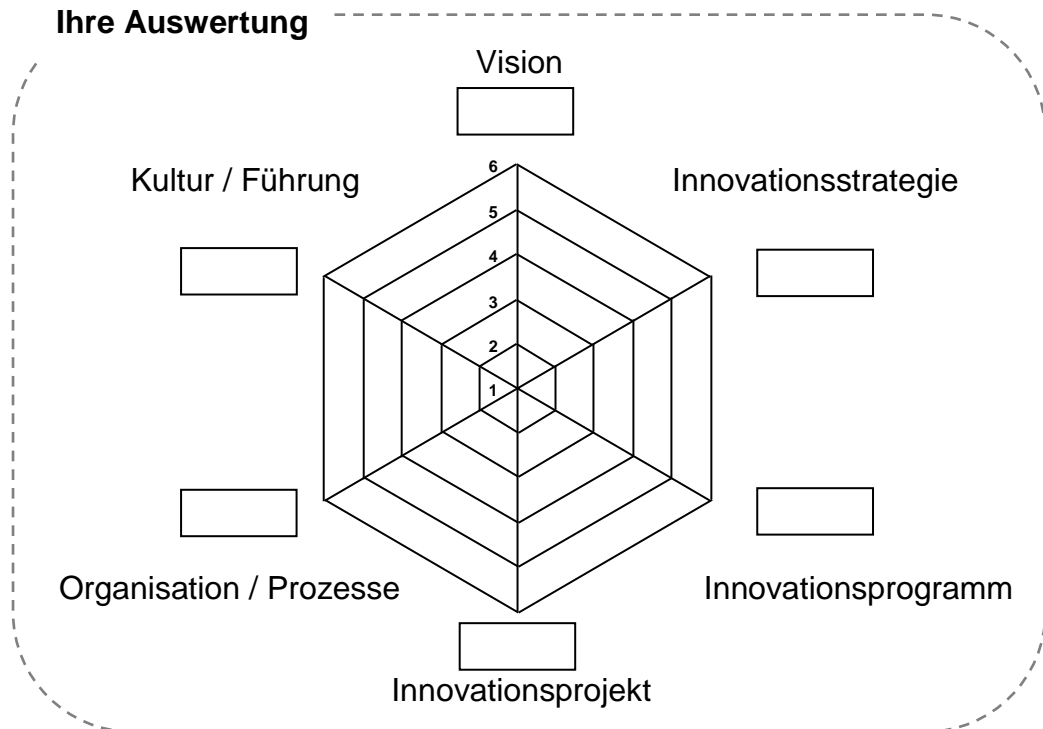 Ihre Auswertung
Vision
Kultur / Führung
Innovationsstrategie
6
5
4
3
2
1
Organisation / Prozesse
Innovationsprogramm
Innovationsprojekt